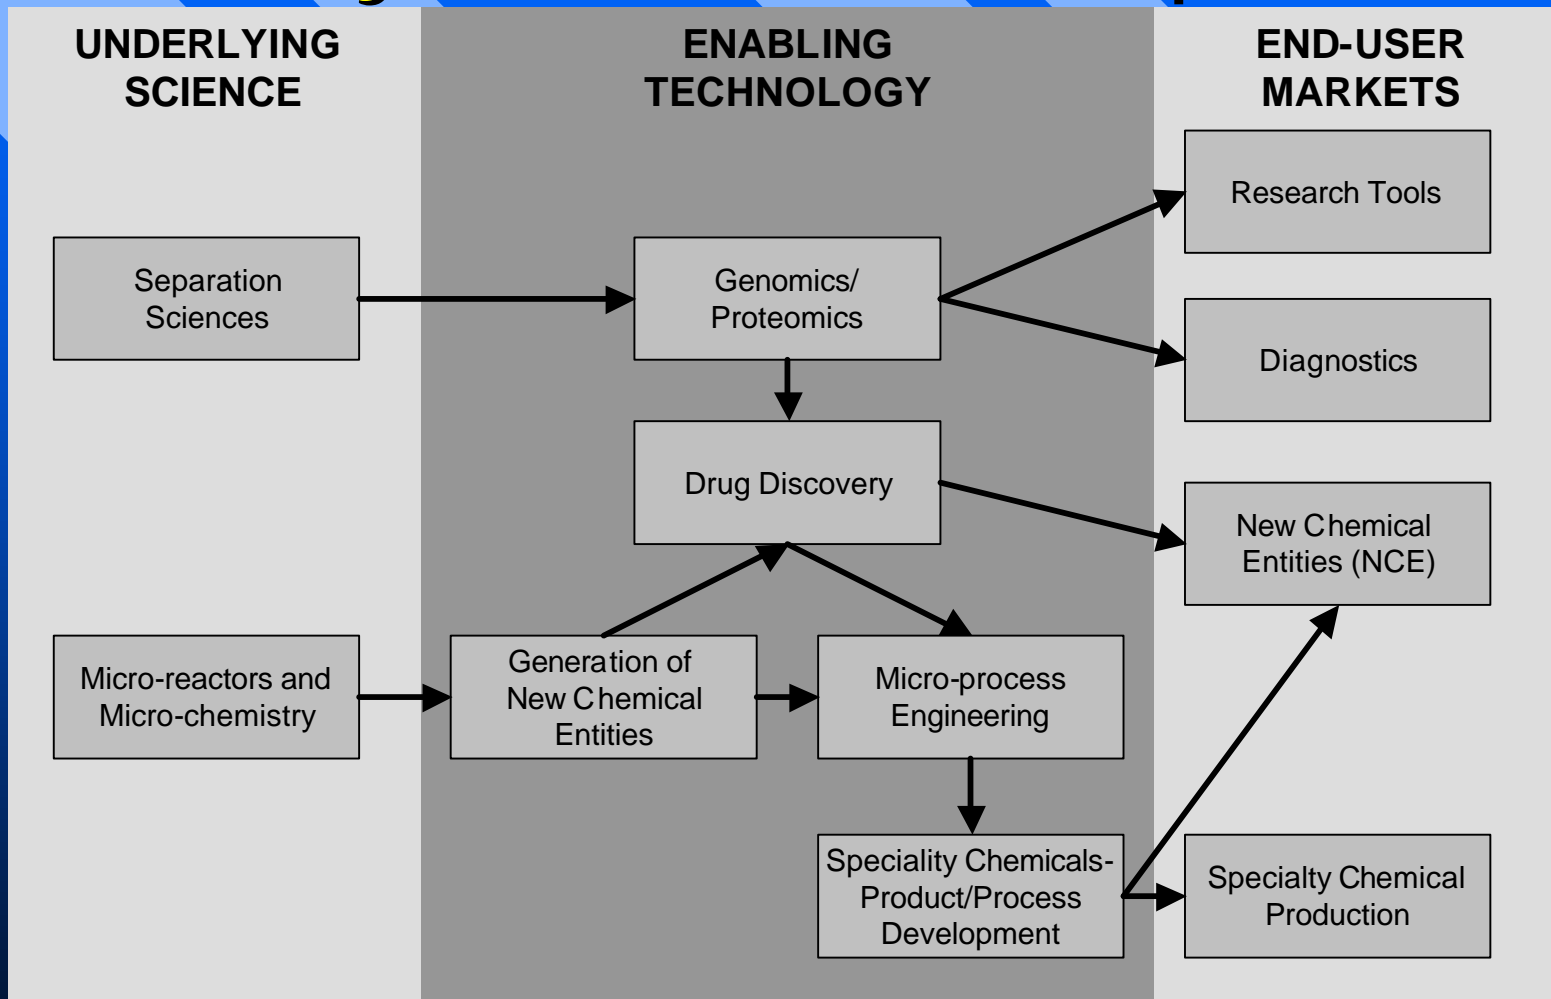 UNDERLYING
SCIENCE
ENABLING
TECHNOLOGY
END-USER
MARKETS
Research Tools
Separation
Sciences
Genomics/
Proteomics
Diagnostics
Drug Discovery
New Chemical
Entities (NCE)
Micro-reactors and
Micro-chemistry
Generation of
New Chemical
Entities
Micro-process
Engineering
Speciality Chemicals-
Product/Process
Development
Specialty Chemical
Production